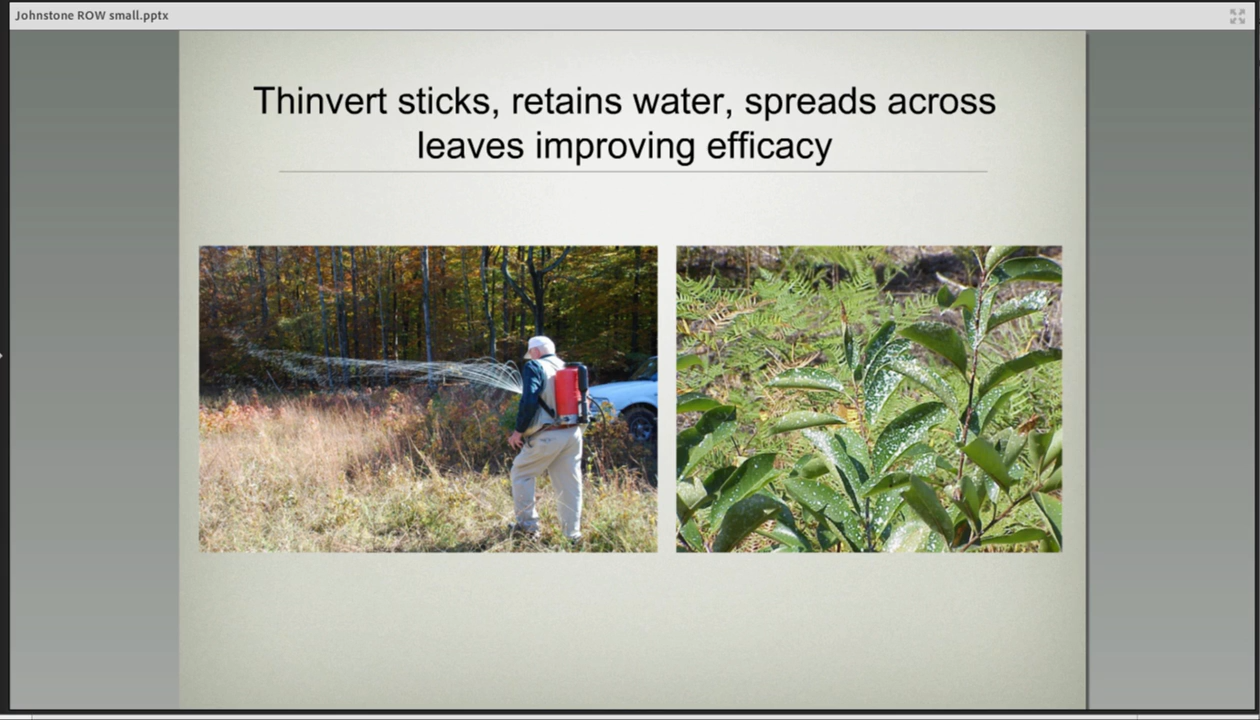 Johnstone ROW small.pptx
Thinvert sticks, retains water, spreads across
leaves improving efficacy